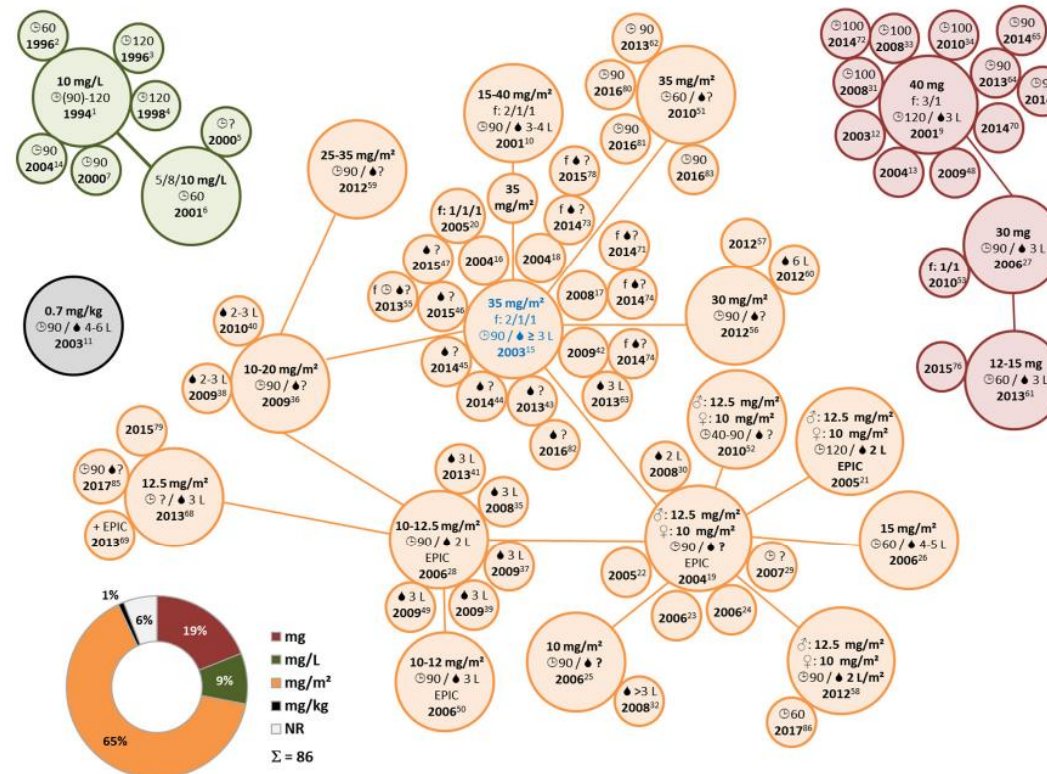 ◷60
1996²
◷120
1996³
10 mg/L
◷(90)-120
1994¹
◷120
1998⁴
◷90
2004¹⁴
◷90
2000⁷
◷?
2000⁵
5/8/10 mg/L
◷60
2001⁶
0.7 mg/kg
◷90 / 💧 4-6 L
2003¹¹
25-35 mg/m²
◷90 / 💧?
2012⁵⁹
15-40 mg/m²
f: 2/1/1
◷90 / 💧 3-4 L
2001¹⁰
35
mg/m²
◷ 90
2013⁶²
◷90
2016⁸⁰
35 mg/m²
◷60 / 💧?
2010⁵¹
◷90
2016⁸¹
◷90
2016⁸³
f 💧?
2015⁷⁸
f 💧?
2014⁷³
f 💧?
2014⁷¹
f: 1/1/1
2005²⁰
2004¹⁶
2004¹⁸
💧 ?
2015⁴⁷
f ◷ 💧?
2013⁵⁵
💧 ?
2015⁴⁶
35 mg/m²
f: 2/1/1
◷90 / 💧 ≥ 3 L
2003¹⁵
2008¹⁷
f 💧?
2014⁷⁴
2009⁴²
f 💧?
2014⁷⁴
💧 ?
2014⁴⁵
💧 ?
2014⁴⁴
💧 ?
2013⁴³
💧 3 L
2013⁶³
💧 ?
2016⁸²
2012⁵⁷
💧 6 L
2012⁶⁰
30 mg/m²
◷90 / 💧?
2012⁵⁶
💧 2-3 L
2010⁴⁰
💧 2-3 L
2009³⁸
10-20 mg/m²
◷90 / 💧?
2009³⁶
2015⁷⁹
◷90 💧?
2017⁸⁵
12.5 mg/m²
◷ ? / 💧 3 L
2013⁶⁸
+ EPIC
2013⁶⁹
💧 3 L
2013⁴¹
💧 3 L
2008³⁵
10-12.5 mg/m²
◷90 / 💧 2 L
EPIC
2006²⁸
💧 3 L
2009³⁷
💧 3 L
2009⁴⁹
💧 3 L
2009³⁹
10-12 mg/m²
◷90 / 💧 3 L
EPIC
2006⁵⁰
💧 2 L
2008³⁰
♂: 12.5 mg/m²
♀: 10 mg/m²
◷40-90 / 💧 ?
2010⁵²
♂: 12.5 mg/m²
♀: 10 mg/m²
◷120 / 💧 2 L
EPIC
2005²¹
♂: 12.5 mg/m²
♀: 10 mg/m²
◷90 / 💧 ?
EPIC
2004¹⁹
15 mg/m²
◷60 / 💧 4-5 L
2006²⁶
2005²²
2006²³
2006²⁴
◷ ?
2007²⁹
10 mg/m²
◷90 / 💧 ?
2006²⁵
💧 >3 L
2008³²
♂: 12.5 mg/m²
♀: 10 mg/m²
◷90 / 💧 2 L/m²
2012⁵⁸
◷60
2017⁸⁶
◷100
2014⁷²
◷100
2008³³
◷100
2010³⁴
◷90
2014⁶⁵
◷100
2008³¹
40 mg
f: 3/1
◷120 / 💧3 L
2001⁹
◷90
2013⁶⁴
2003¹²
2014⁷⁰
2004¹³
2009⁴⁸
30 mg
◷90 / 💧 3 L
2006²⁷
f: 1/1
2010⁵³
2015⁷⁶
12-15 mg
◷60 / 💧 3 L
2013⁶¹
1%
6%
19%
9%
65%
mg
mg/L
mg/m²
mg/kg
NR
Σ = 86